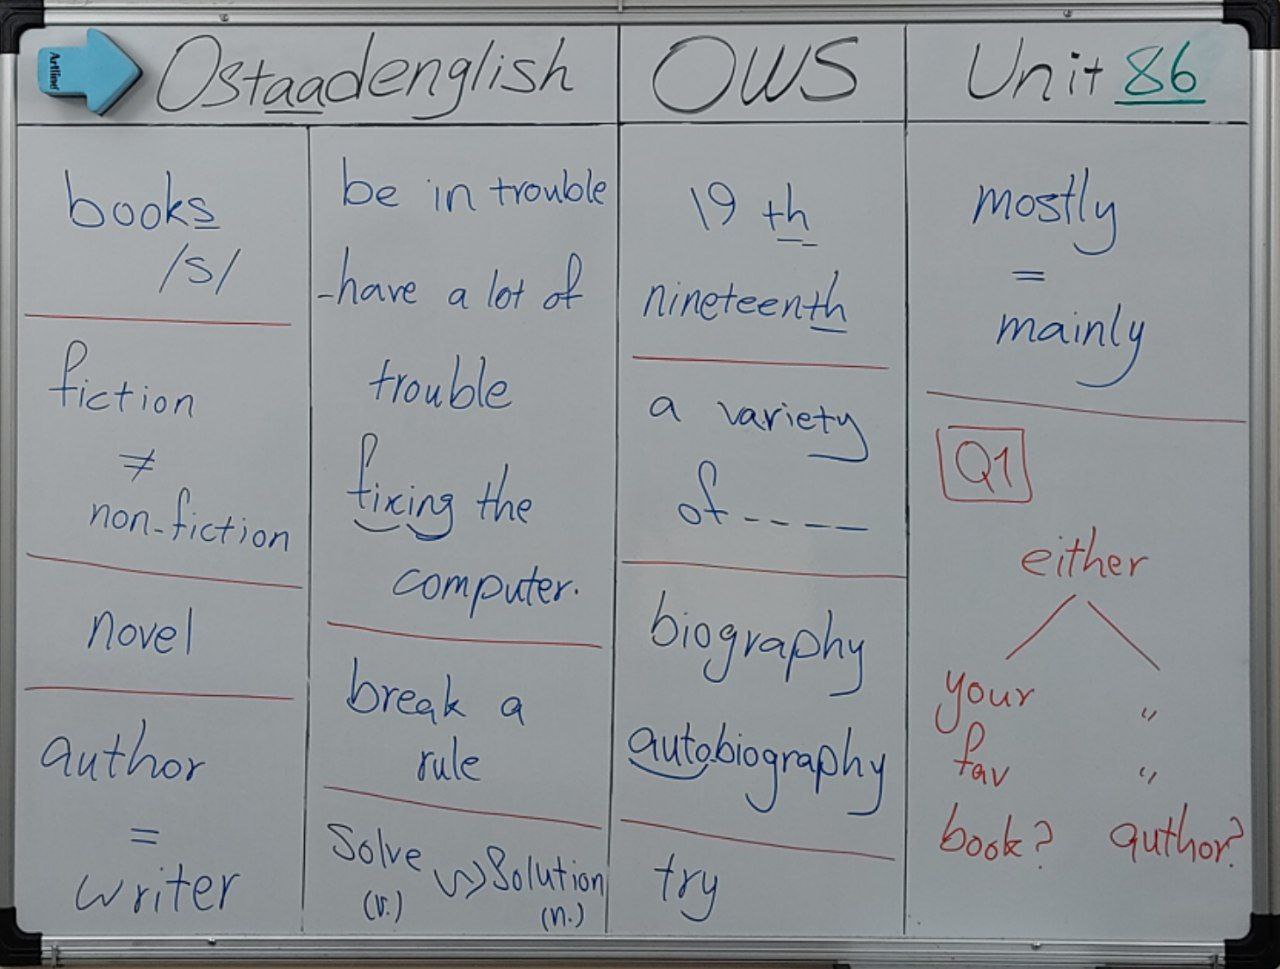 Artline
Ostaadenglish
OWS
Unit 86
books
/s/
fiction
≠
non-fiction
novel
author
=
writer
be in trouble
-have a lot of
trouble
fixing the
computer.
break a
rule
Solve ~> Solution
(v.) (n.)
19 th
nineteenth
a variety
of ----
biography
autobiography
try
mostly
=
mainly
Q1
either
your "
fav "
book? author?